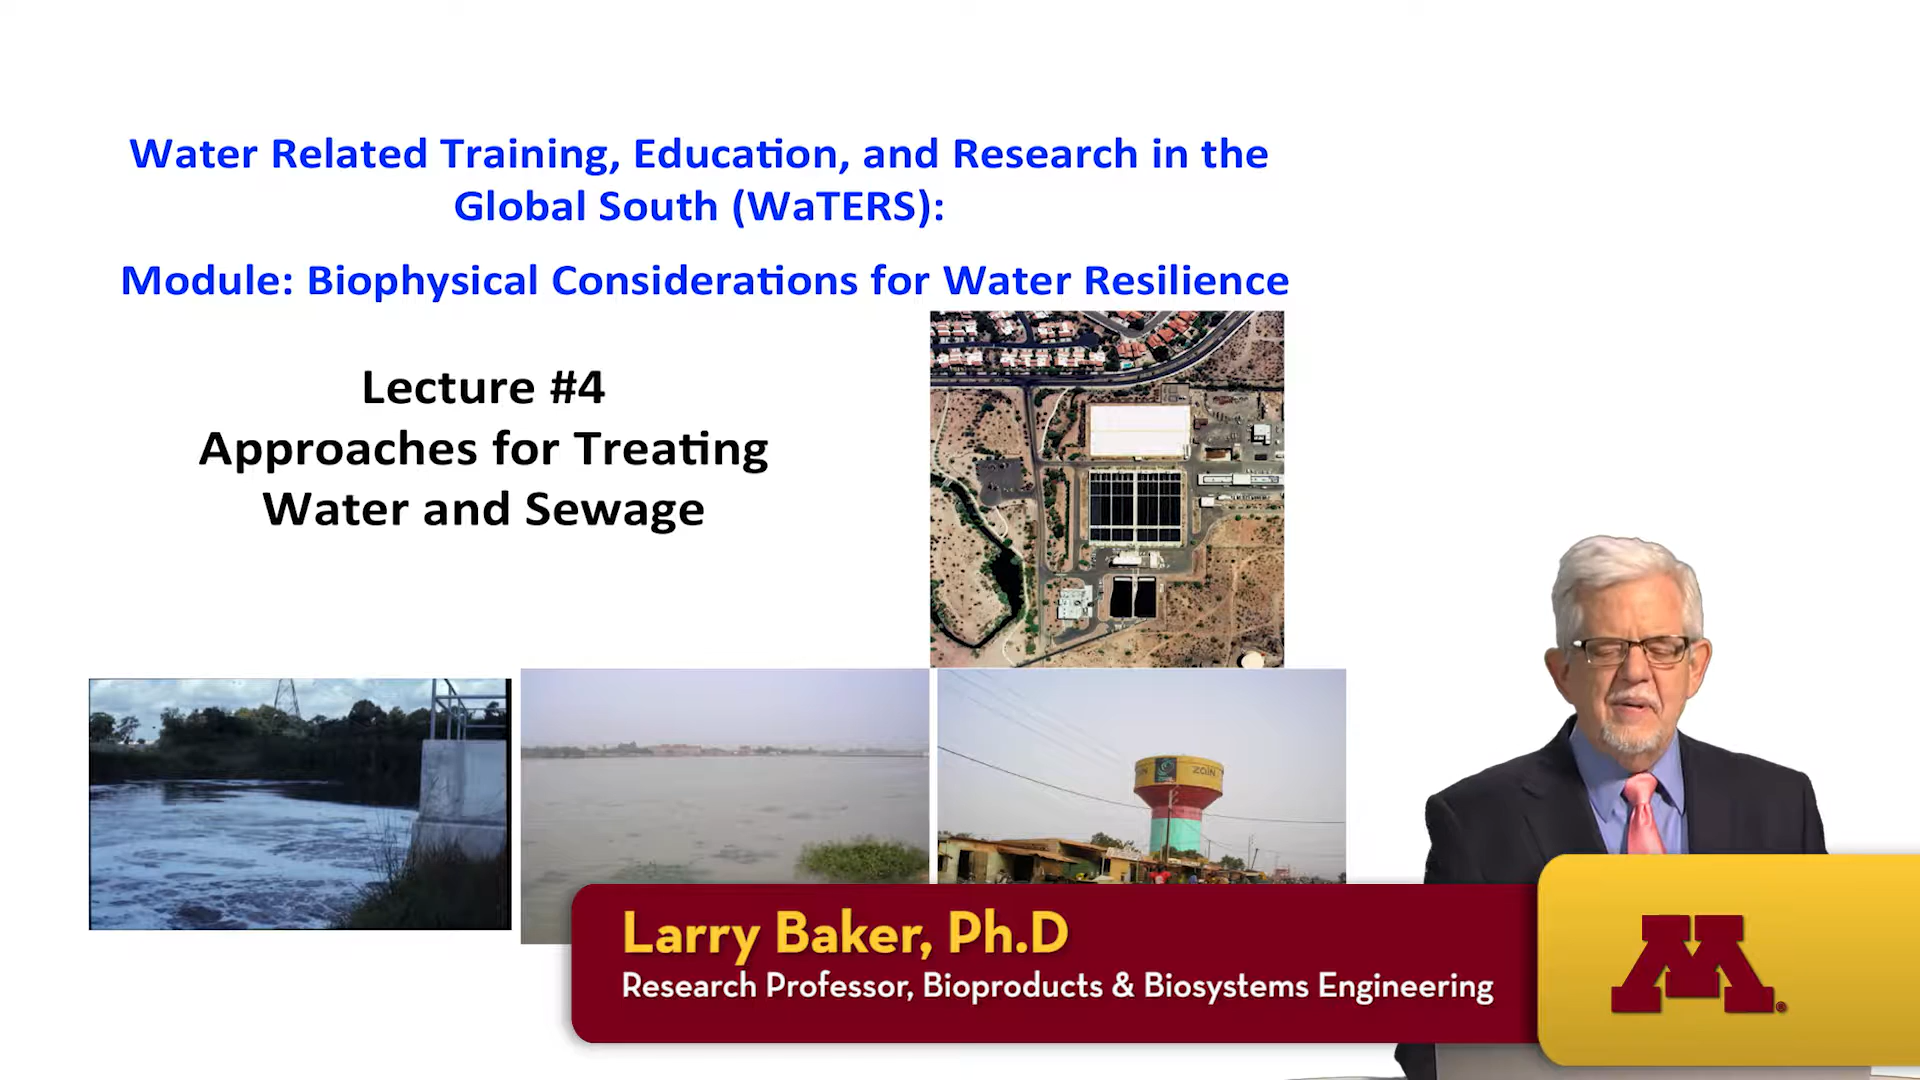 Water Related Training, Education, and Research in the
Global South (WaTERS):
Module: Biophysical Considerations for Water Resilience
Lecture #4
Approaches for Treating
Water and Sewage
ZAIN
Larry Baker, Ph.D
Research Professor, Bioproducts & Biosystems Engineering
M